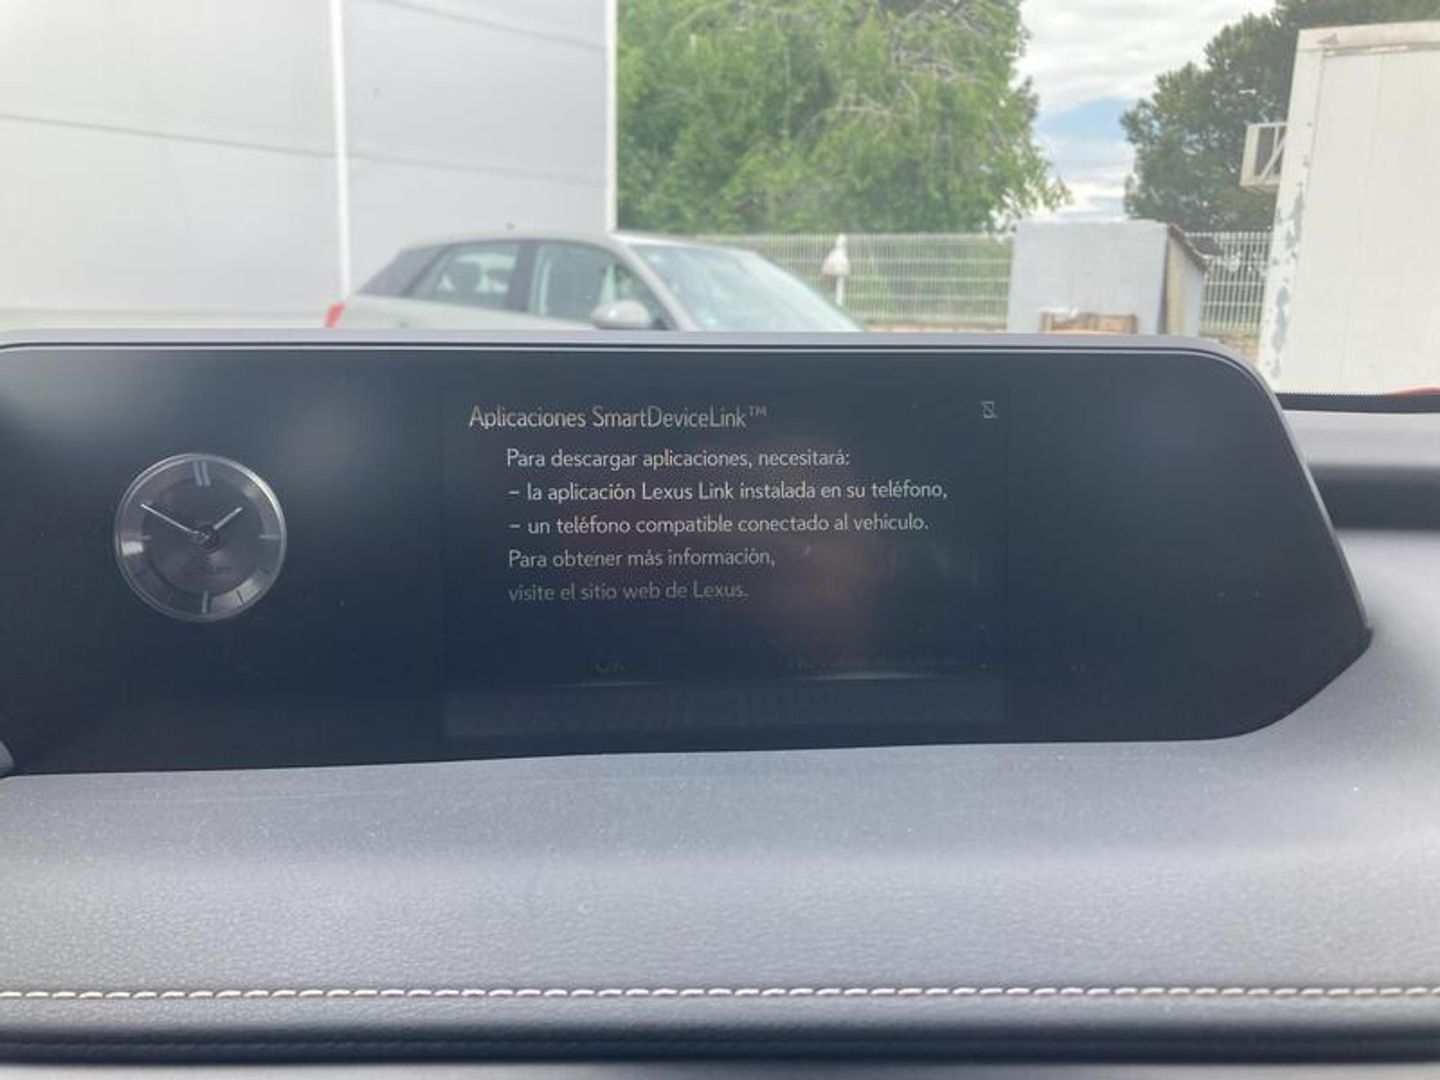 Aplicaciones SmartDeviceLink™
Para descargar aplicaciones, necesitará:
– la aplicación Lexus Link instalada en su teléfono,
– un teléfono compatible conectado al vehículo.
Para obtener más información,
visite el sitio web de Lexus.